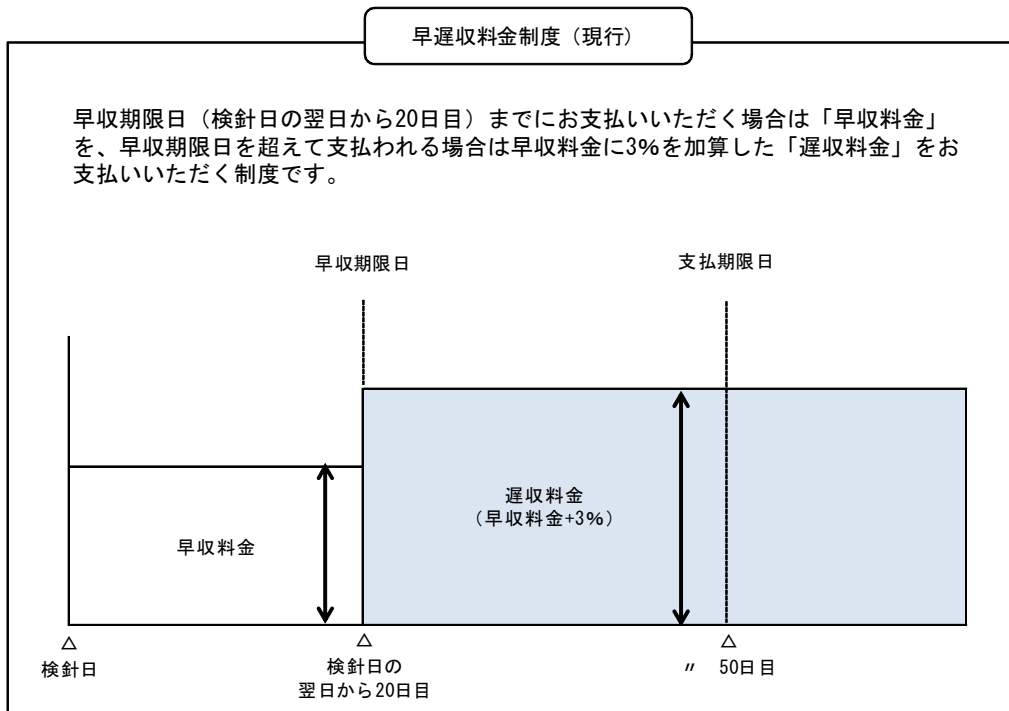 早遅収料金制度（現行）
早収期限日（検針日の翌日から20日目）までにお支払いいただく場合は「早収料金」
を、早収期限日を超えて支払われる場合は早収料金に3%を加算した「遅収料金」をお
支払いいただく制度です。
早収期限日
支払期限日
遅収料金
（早収料金+3%）
早収料金
△
検針日
△
検針日の
翌日から20日目
△
〃 50日目